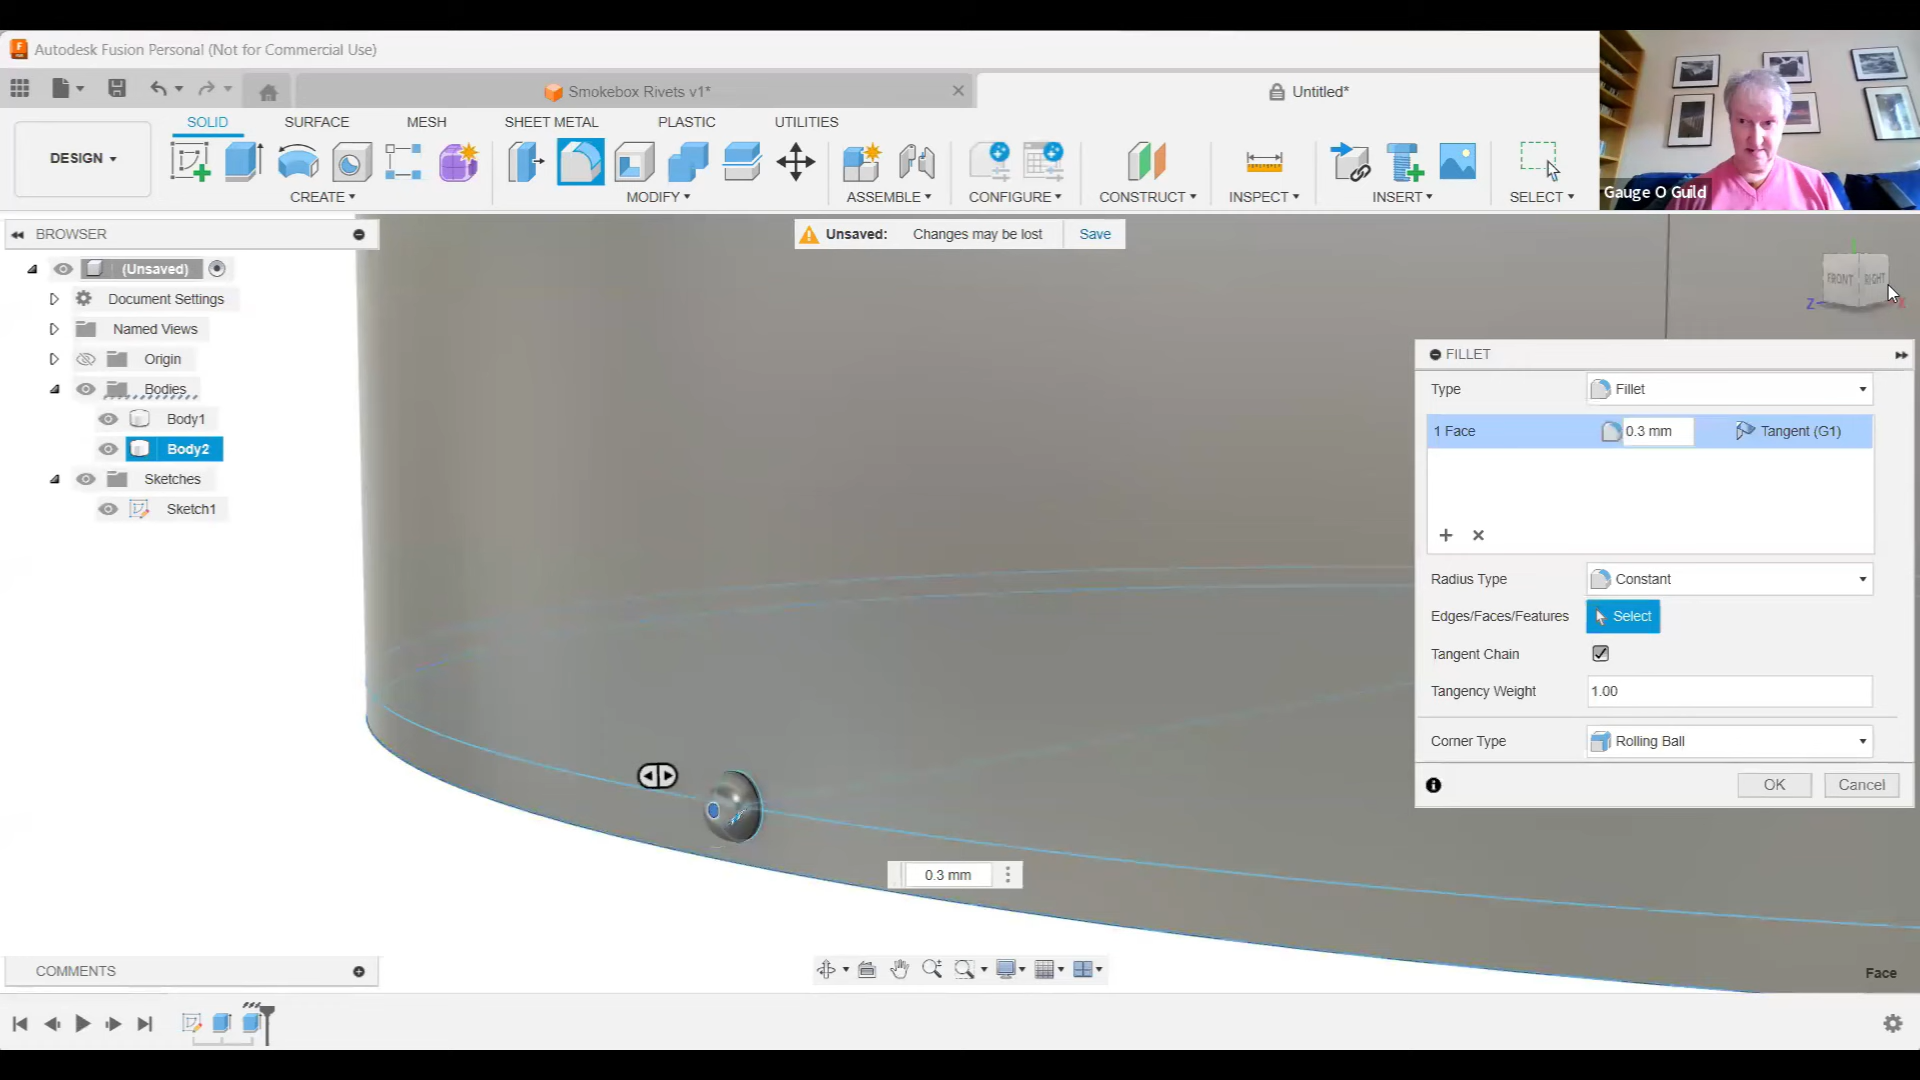 Autodesk Fusion Personal (Not for Commercial Use)
Smokebox Rivets v1*
Untitled*
DESIGN
SOLID
SURFACE
MESH
SHEET METAL
PLASTIC
UTILITIES
CREATE
MODIFY
ASSEMBLE
CONFIGURE
CONSTRUCT
INSPECT
INSERT
SELECT
Gauge O Guild
BROWSER
Unsaved: Changes may be lost Save
(Unsaved)
Document Settings
Named Views
Origin
Bodies
Body1
Body2
Sketches
Sketch1
FRONT
RIGHT
Z
X
FILLET
Type Fillet
1 Face 0.3 mm Tangent (G1)
Radius Type Constant
Edges/Faces/Features Select
Tangent Chain
Tangency Weight 1.00
Corner Type Rolling Ball
OK Cancel
0.3 mm
COMMENTS
Face